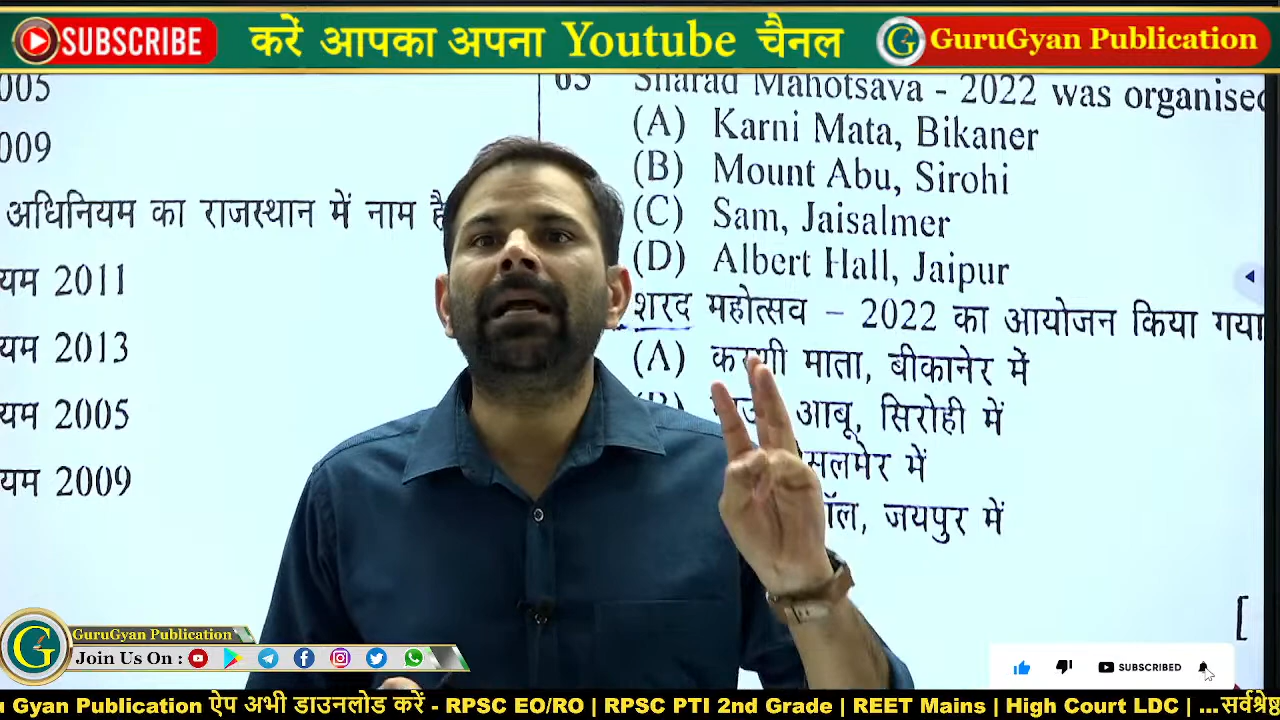 SUBSCRIBE करें आपका अपना Youtube चैनल G GuruGyan Publication
005
009
अधिनियम का राजस्थान में नाम है
यम 2011
यम 2013
यम 2005
यम 2009
65 Sharad Mahotsava - 2022 was organised
(A) Karni Mata, Bikaner
(B) Mount Abu, Sirohi
(C) Sam, Jaisalmer
(D) Albert Hall, Jaipur
शरद महोत्सव – 2022 का आयोजन किया गया
(A) करणी माता, बीकानेर में
आबू, सिरोही में
सलमेर में
ॉल, जयपुर में
[
G GuruGyan Publication
Join Us On :
SUBSCRIBED
u Gyan Publication ऐप अभी डाउनलोड करें - RPSC EO/RO | RPSC PTI 2nd Grade | REET Mains | High Court LDC | ...सर्वश्रेष्ठ